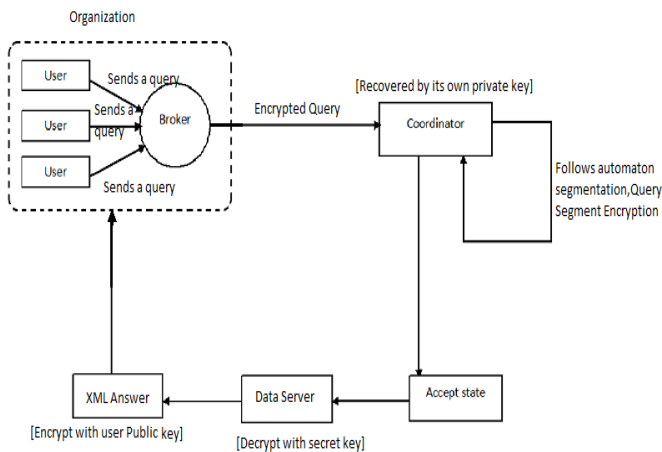 Organization
User
Sends a query
User
Sends a
query
Broker
User
Sends a query
Encrypted Query
[Recovered by its own private key]
Coordinator
Follows automaton
segmentation,Query
Segment Encryption
XML Answer
[Encrypt with user Public key]
Data Server
[Decrypt with secret key]
Accept state